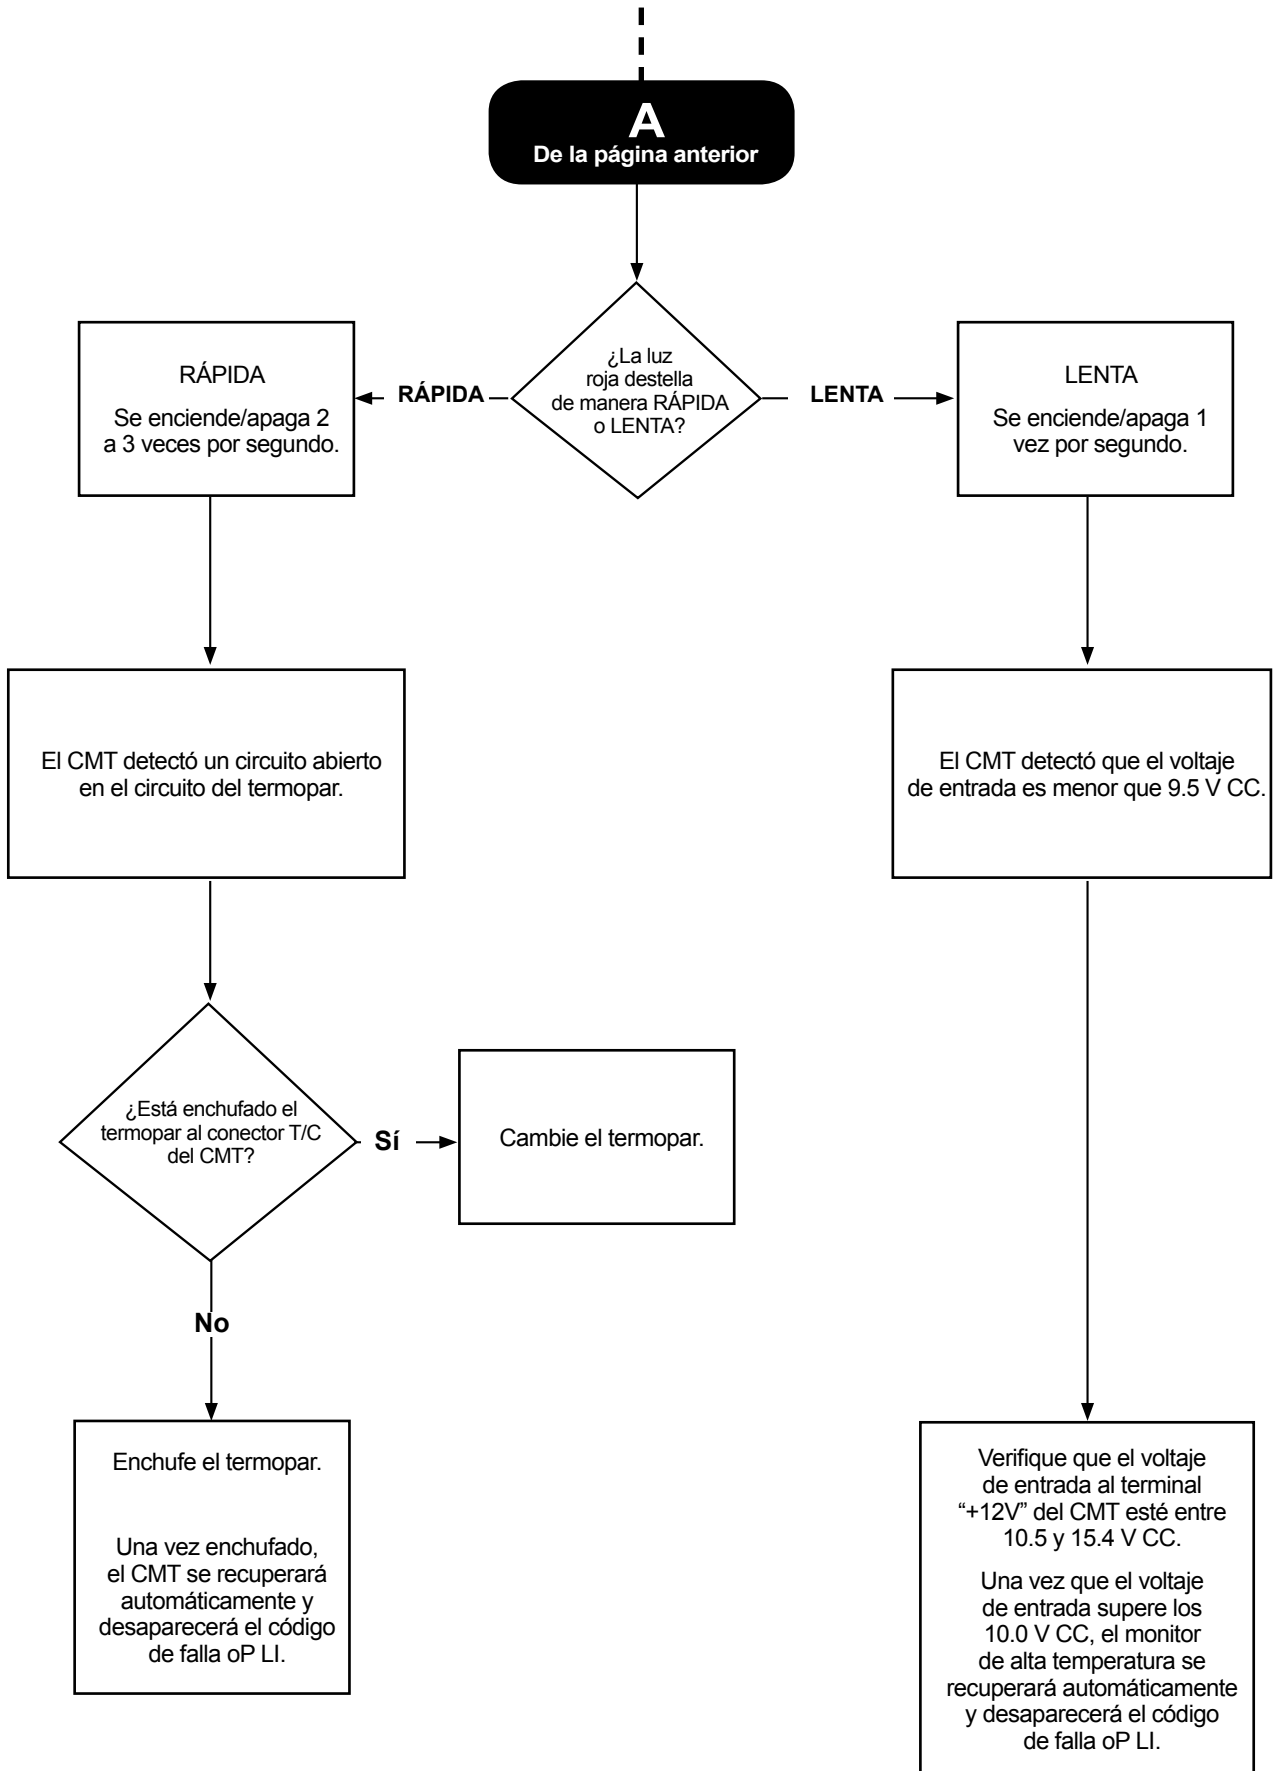 A
De la página anterior
¿La luz
roja destella
de manera RÁPIDA
o LENTA?
RÁPIDA
LENTA
RÁPIDA
Se enciende/apaga 2
a 3 veces por segundo.
LENTA
Se enciende/apaga 1
vez por segundo.
El CMT detectó un circuito abierto
en el circuito del termopar.
El CMT detectó que el voltaje
de entrada es menor que 9.5 V CC.
¿Está enchufado el
termopar al conector T/C
del CMT?
Sí
Cambie el termopar.
No
Enchufe el termopar.
Una vez enchufado,
el CMT se recuperará
automáticamente y
desaparecerá el código
de falla oP LI.
Verifique que el voltaje
de entrada al terminal
“+12V” del CMT esté entre
10.5 y 15.4 V CC.
Una vez que el voltaje
de entrada supere los
10.0 V CC, el monitor
de alta temperatura se
recuperará automáticamente
y desaparecerá el código
de falla oP LI.